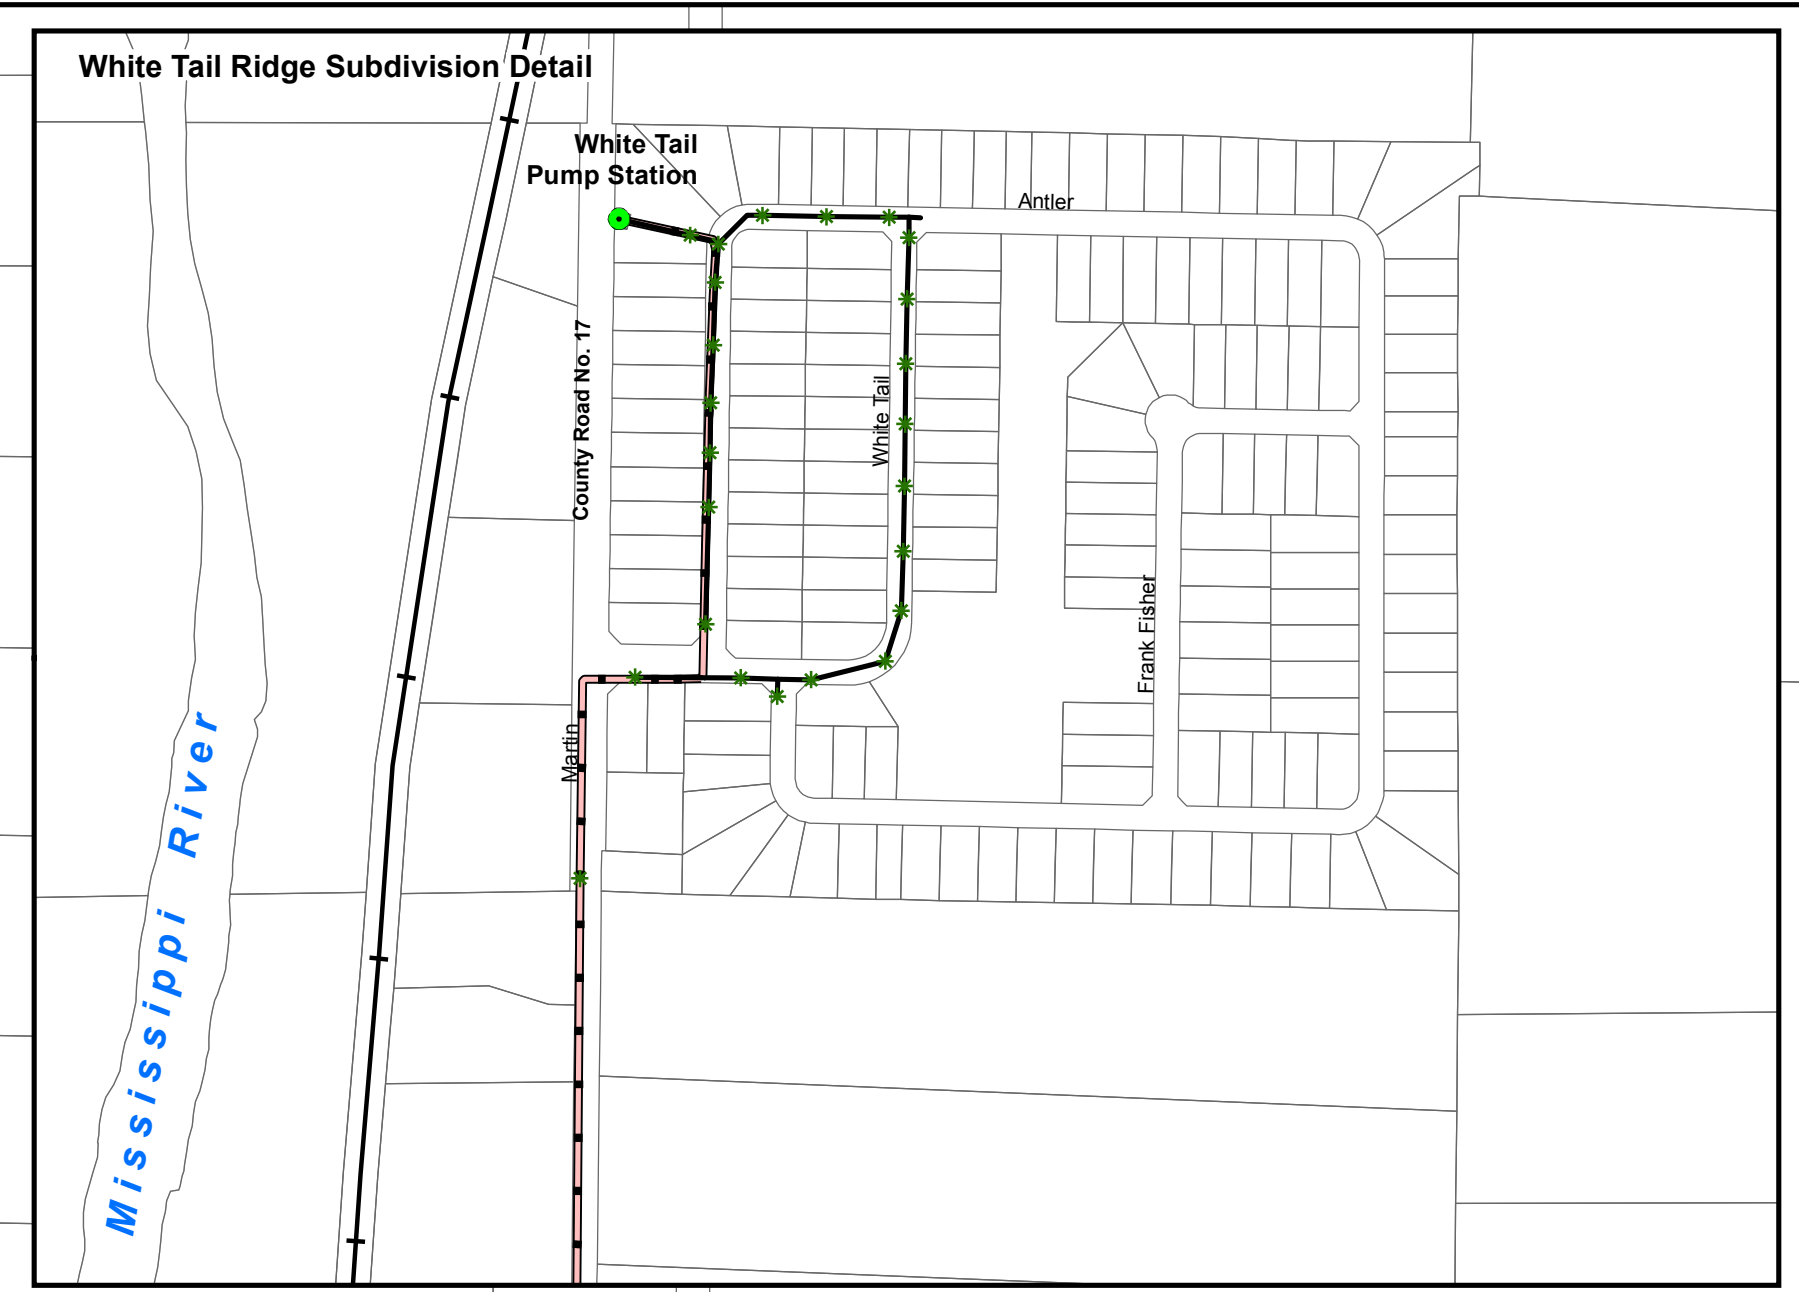 White Tail Ridge Subdivision Detail
White Tail
Pump Station
Antler
County Road No. 17
White Tail
Frank Fisher
Martin
Mississippi River